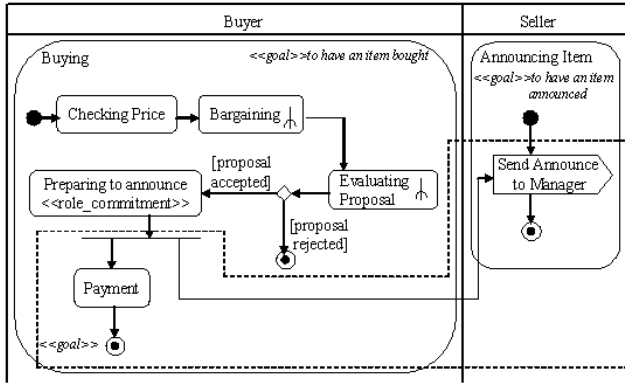 Buyer
Seller
Buying
<<goal>>to have an item bought
Checking Price
Bargaining
[proposal
accepted]
Evaluating
Proposal
Preparing to announce
<<role_commitment>>
[proposal
rejected]
Payment
<<goal>>
Announcing Item
<<goal>>to have an item
announced
Send Announce
to Manager